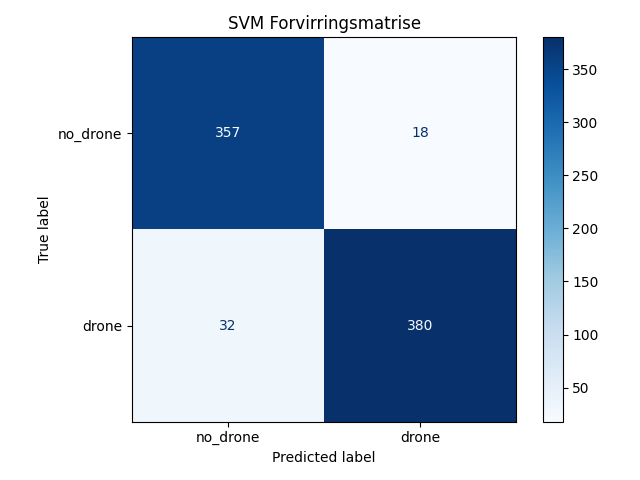 SVM Forvirringsmatrise
True label
no_drone
357
18
drone
32
380
no_drone
drone
Predicted label
350
300
250
200
150
100
50